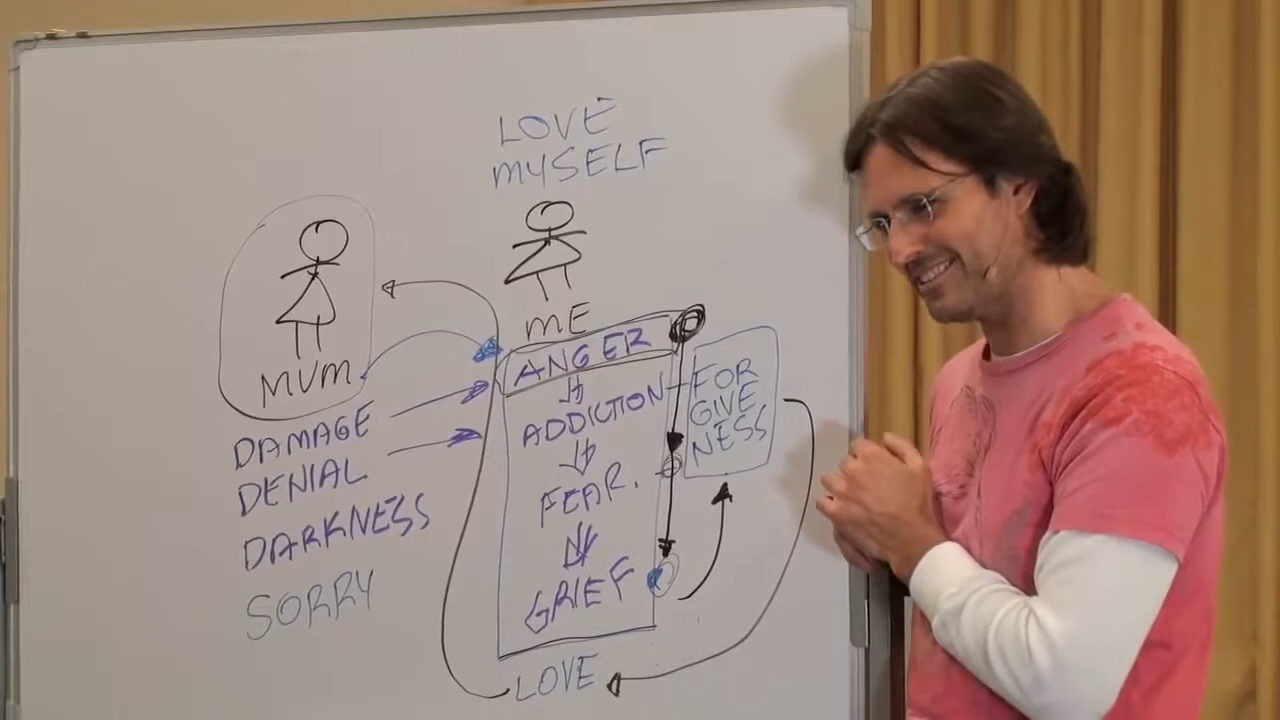 LOVE
MYSELF
ME
MUM
DAMAGE
DENIAL
DARKNESS
SORRY
ANGER
ADDICTION
FEAR.
GRIEF
FOR
GIVE
NESS
LOVE